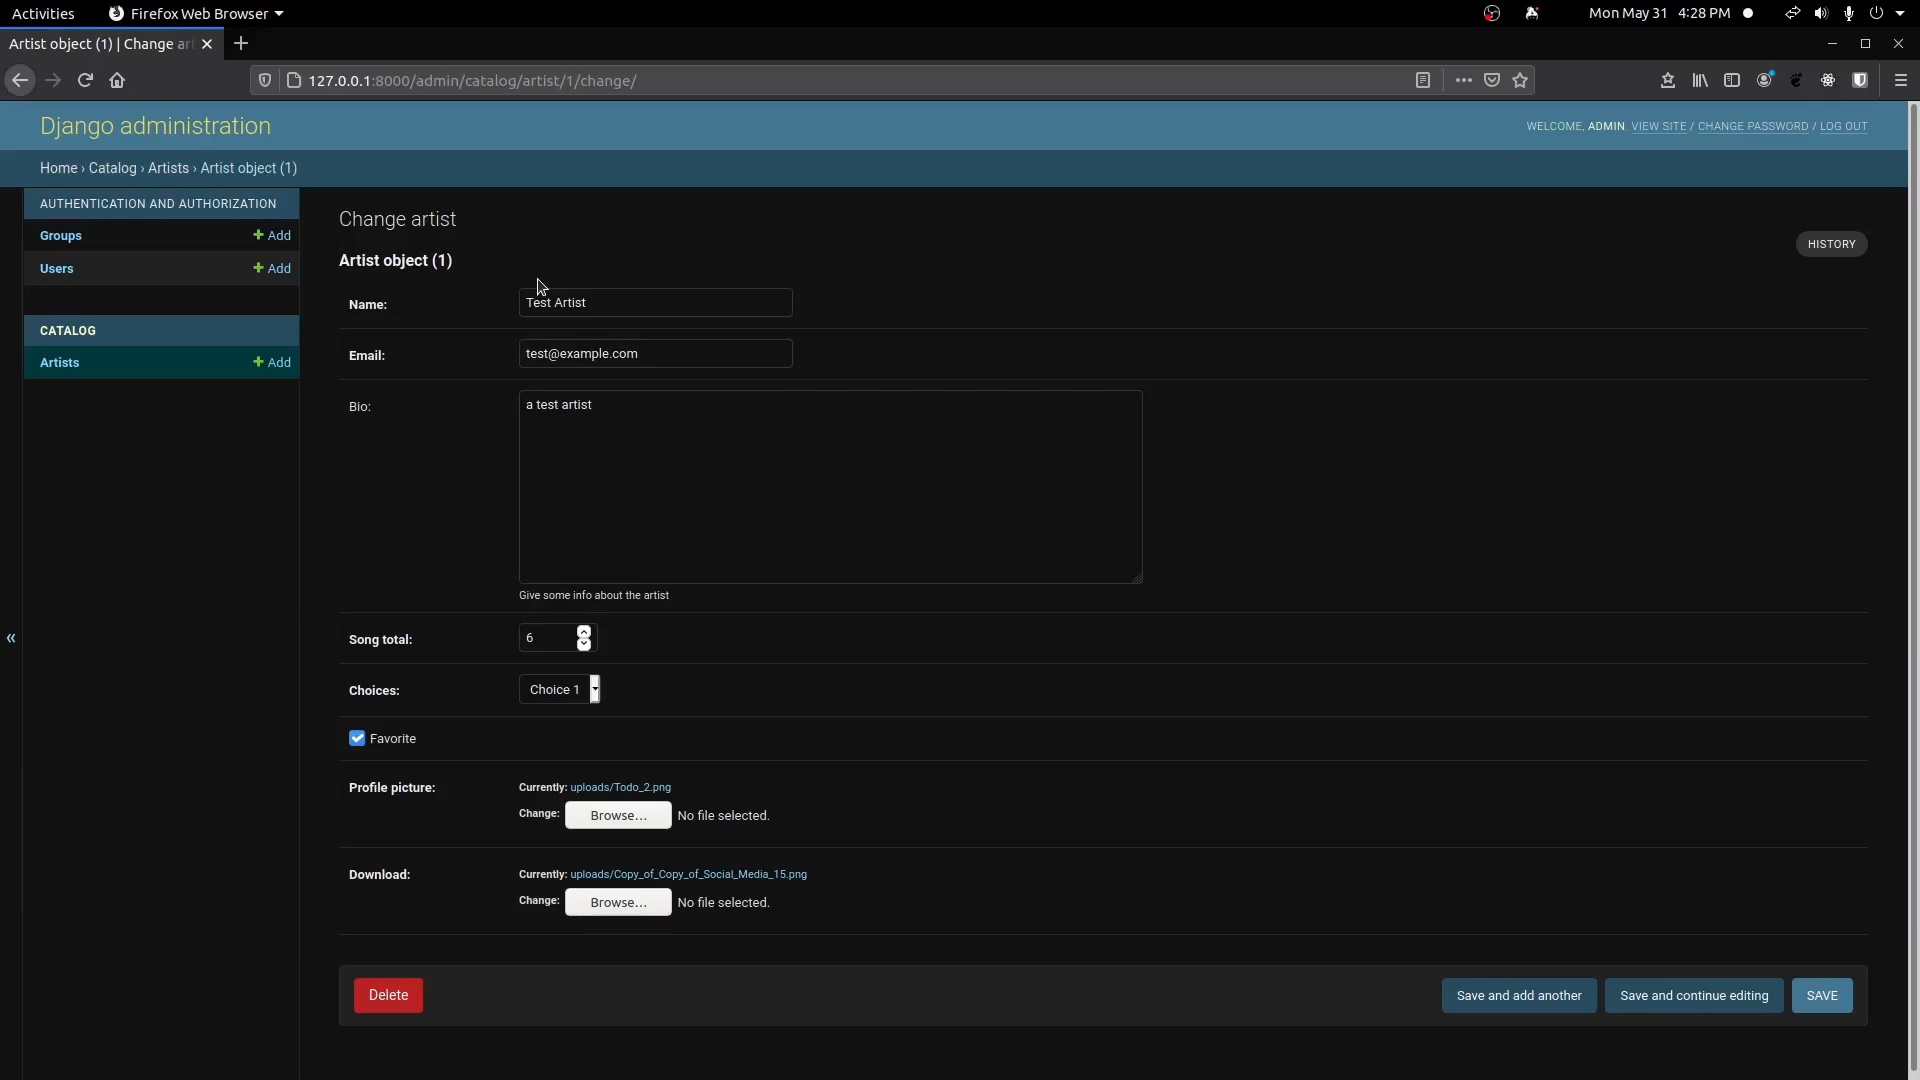 Activities Firefox Web Browser Mon May 31 4:28 PM
Artist object (1) | Change ar
127.0.0.1:8000/admin/catalog/artist/1/change/
Django administration
WELCOME, ADMIN. VIEW SITE / CHANGE PASSWORD / LOG OUT
Home › Catalog › Artists › Artist object (1)
AUTHENTICATION AND AUTHORIZATION
Groups + Add
Users + Add
CATALOG
Artists + Add
«
Change artist
HISTORY
Artist object (1)
Name: Test Artist
Email: test@example.com
Bio: a test artist
Give some info about the artist
Song total: 6
Choices: Choice 1
Favorite
Profile picture: Currently: uploads/Todo_2.png
Change: Browse... No file selected.
Download: Currently: uploads/Copy_of_Copy_of_Social_Media_15.png
Change: Browse... No file selected.
Delete Save and add another Save and continue editing SAVE